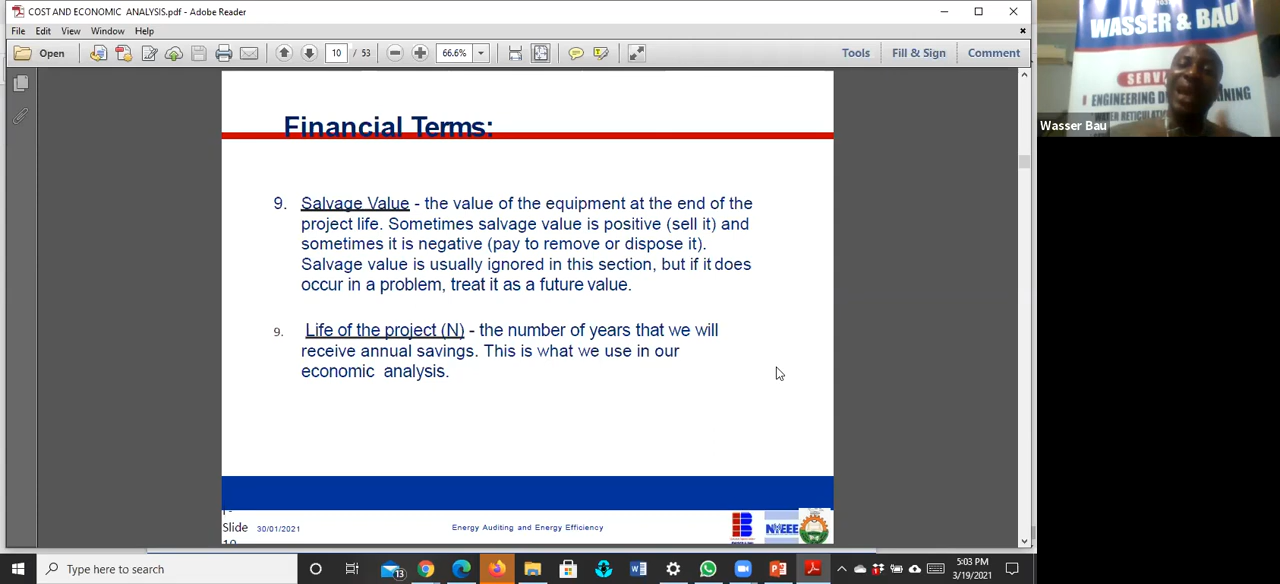 COST AND ECONOMIC ANALYSIS.pdf - Adobe Reader
File Edit View Window Help
Open
10 / 53
66.6%
Tools
Fill & Sign
Comment
Financial Terms:
9. Salvage Value - the value of the equipment at the end of the
project life. Sometimes salvage value is positive (sell it) and
sometimes it is negative (pay to remove or dispose it).
Salvage value is usually ignored in this section, but if it does
occur in a problem, treat it as a future value.
9. Life of the project (N) - the number of years that we will
receive annual savings. This is what we use in our
economic analysis.
Slide
30/01/2021
Energy Auditing and Energy Efficiency
WASSER & BAU
SERVI
ENGINEERING D
INING
WATER RETICULAT
Wasser Bau
Type here to search
13
5:03 PM
3/19/2021